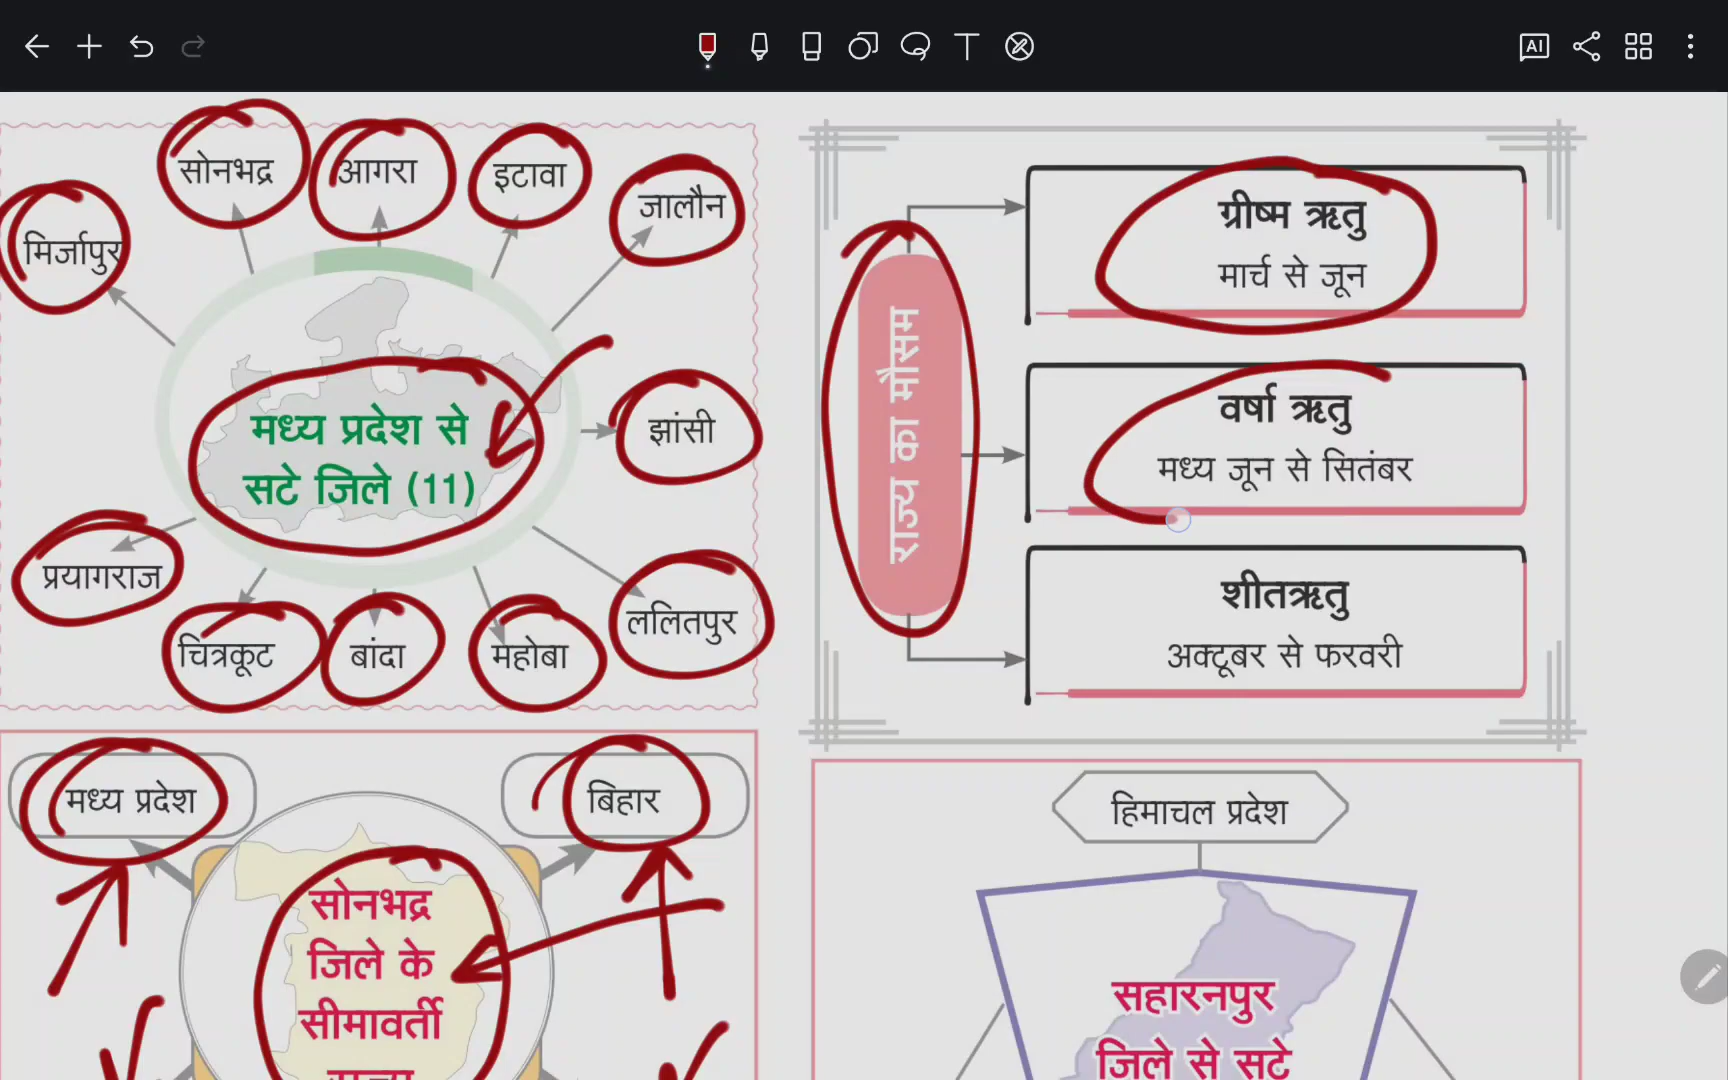 AI
सोनभद्र
आगरा
इटावा
जालौन
मिर्जापुर
मध्य प्रदेश से
सटे जिले (11)
झांसी
प्रयागराज
चित्रकूट
बांदा
महोबा
ललितपुर
राज्य का मौसम
ग्रीष्म ऋतु
मार्च से जून
वर्षा ऋतु
मध्य जून से सितंबर
शीतऋतु
अक्टूबर से फरवरी
मध्य प्रदेश
बिहार
सोनभद्र
जिले के
सीमावर्ती
हिमाचल प्रदेश
सहारनपुर
जिले से सटे